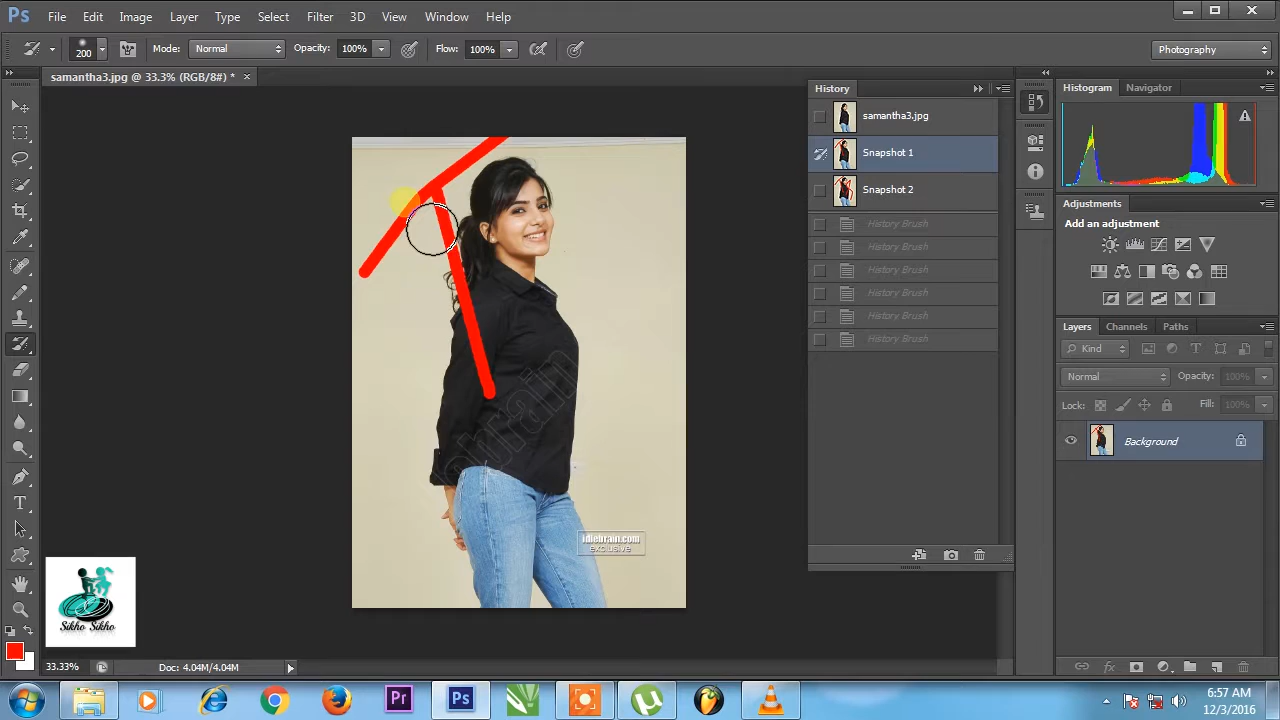 Ps File Edit Image Layer Type Select Filter 3D View Window Help
200 Mode: Normal Opacity: 100% Flow: 100% Photography
samantha3.jpg @ 33.3% (RGB/8#) * ×
History
samantha3.jpg
Snapshot 1
Snapshot 2
History Brush
History Brush
History Brush
History Brush
History Brush
History Brush
Histogram Navigator
Adjustments
Add an adjustment
Layers Channels Paths
Kind
Normal Opacity: 100%
Lock: Fill: 100%
Background
idlebrain.com
exclusive
Sikho Sikho
33.33% Doc: 4.04M/4.04M
Pr Ps
6:57 AM
12/3/2016